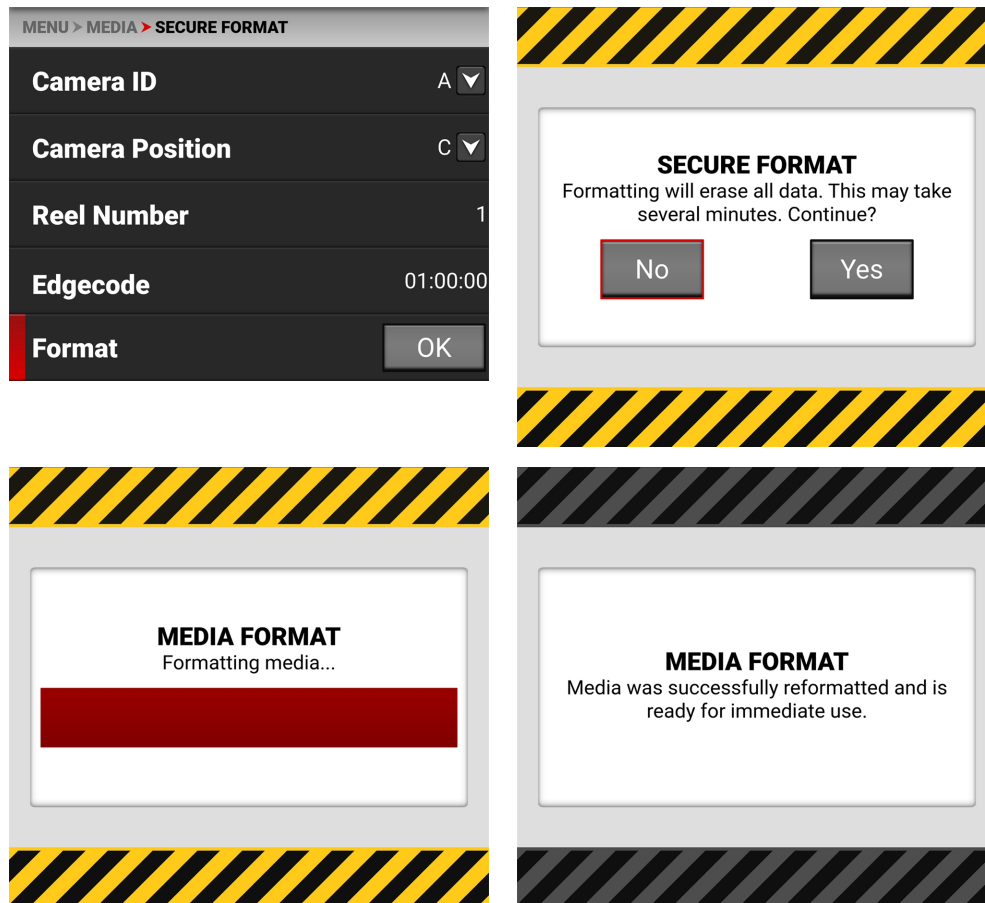 MENU > MEDIA > SECURE FORMAT
Camera ID A
Camera Position C
Reel Number 1
Edgecode 01:00:00
Format OK
SECURE FORMAT
Formatting will erase all data. This may take
several minutes. Continue?
No Yes
MEDIA FORMAT
Formatting media...
MEDIA FORMAT
Media was successfully reformatted and is
ready for immediate use.